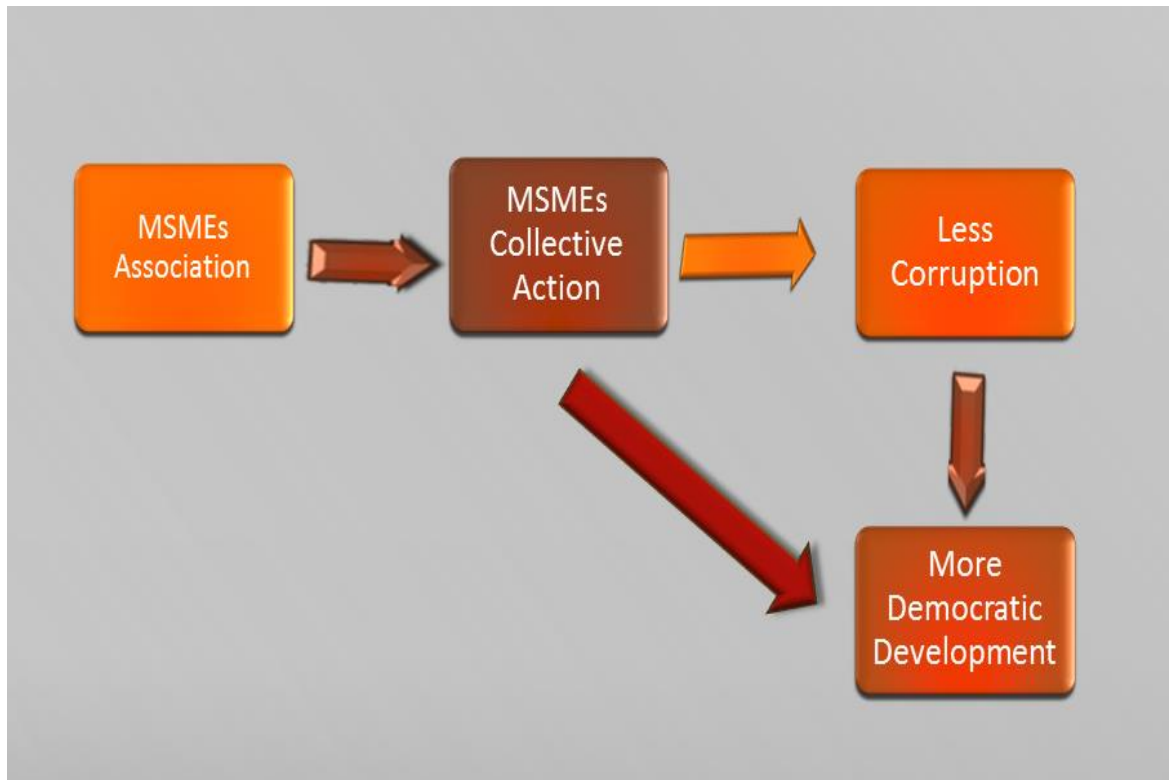 MSMEs
Association
MSMEs
Collective
Action
Less
Corruption
More
Democratic
Development